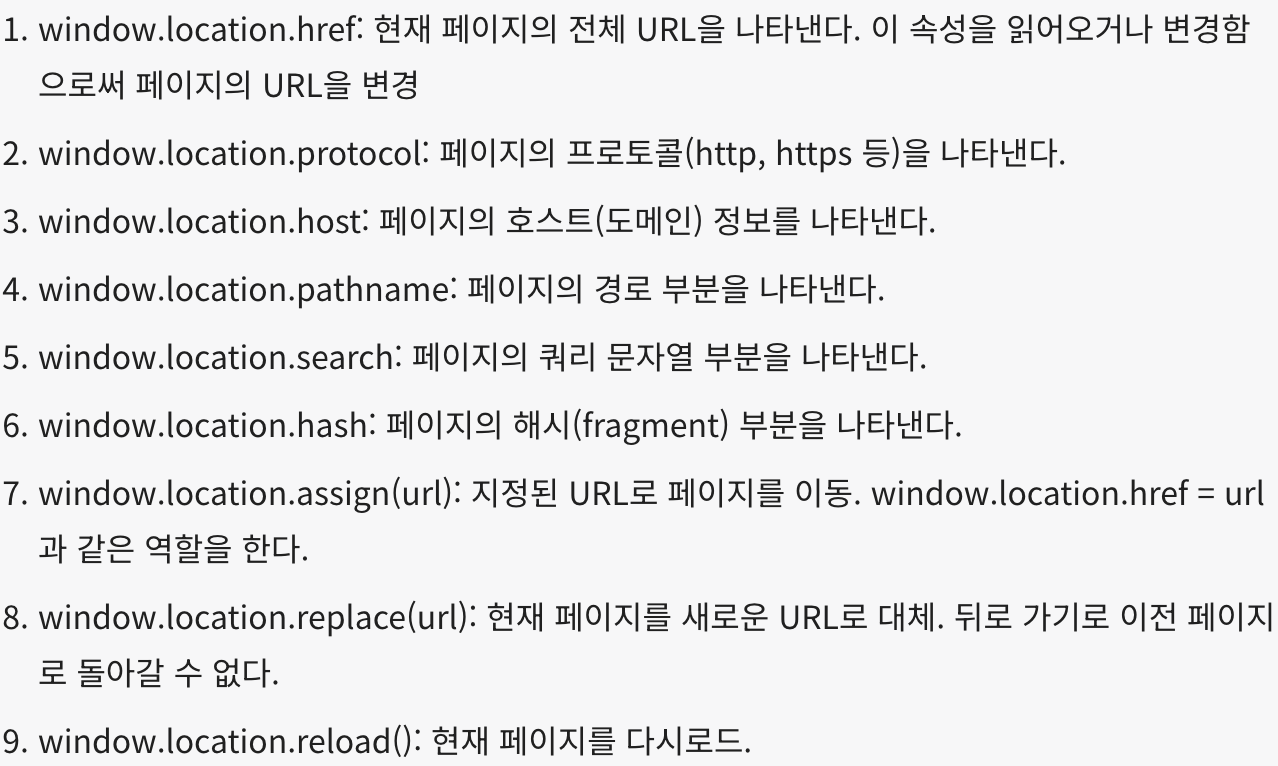 1. window.location.href: 현재 페이지의 전체 URL을 나타낸다. 이 속성을 읽어오거나 변경함
으로써 페이지의 URL을 변경
2. window.location.protocol: 페이지의 프로토콜(http, https 등)을 나타낸다.
3. window.location.host: 페이지의 호스트(도메인) 정보를 나타낸다.
4. window.location.pathname: 페이지의 경로 부분을 나타낸다.
5. window.location.search: 페이지의 쿼리 문자열 부분을 나타낸다.
6. window.location.hash: 페이지의 해시(fragment) 부분을 나타낸다.
7. window.location.assign(url): 지정된 URL로 페이지를 이동. window.location.href = url
과 같은 역할을 한다.
8. window.location.replace(url): 현재 페이지를 새로운 URL로 대체. 뒤로 가기로 이전 페이지
로 돌아갈 수 없다.
9. window.location.reload(): 현재 페이지를 다시로드.